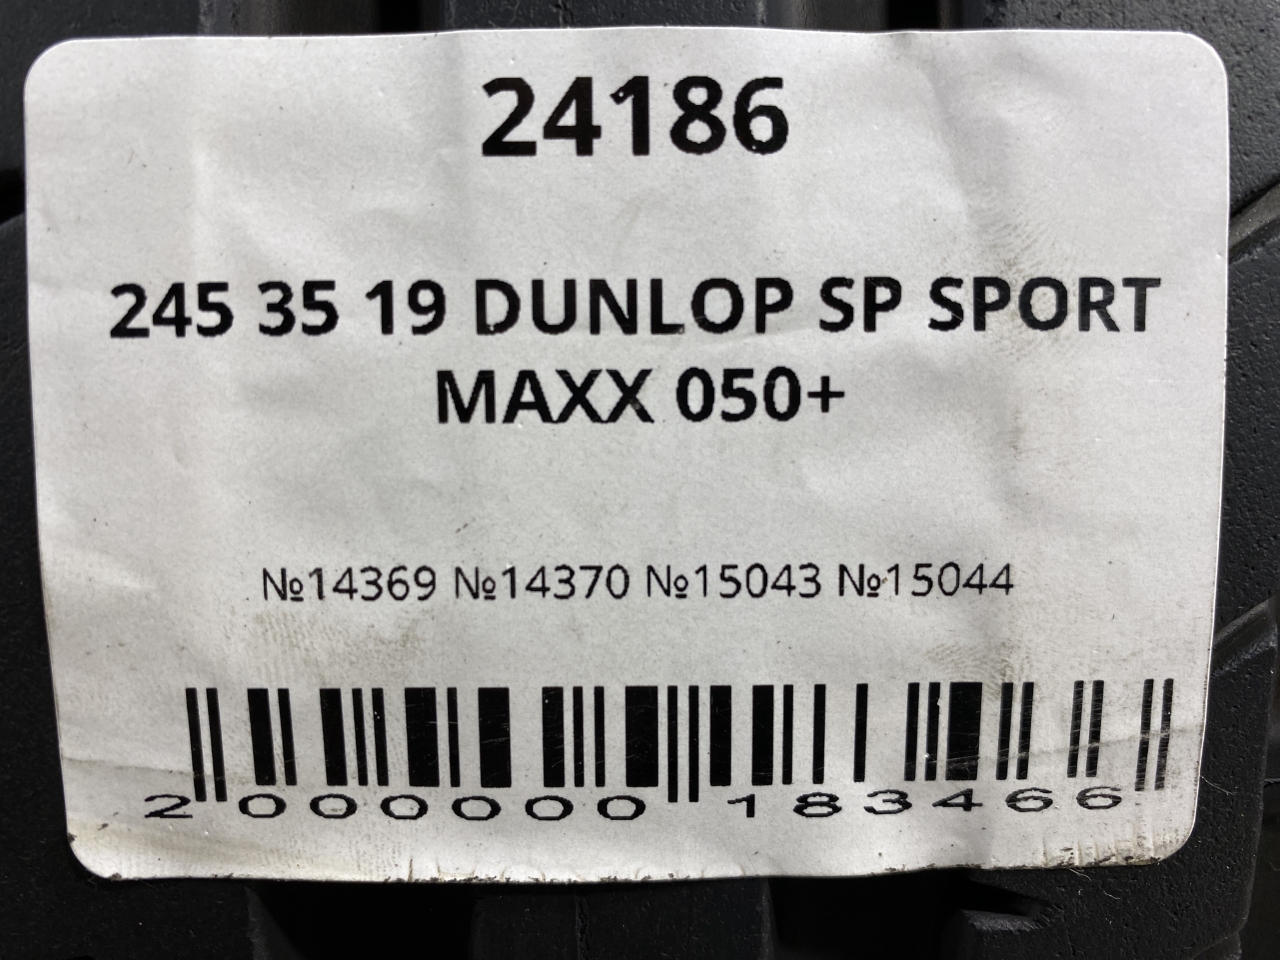 24186
245 35 19 DUNLOP SP SPORT
MAXX 050+
№14369 №14370 №15043 №15044
2 000000 183466